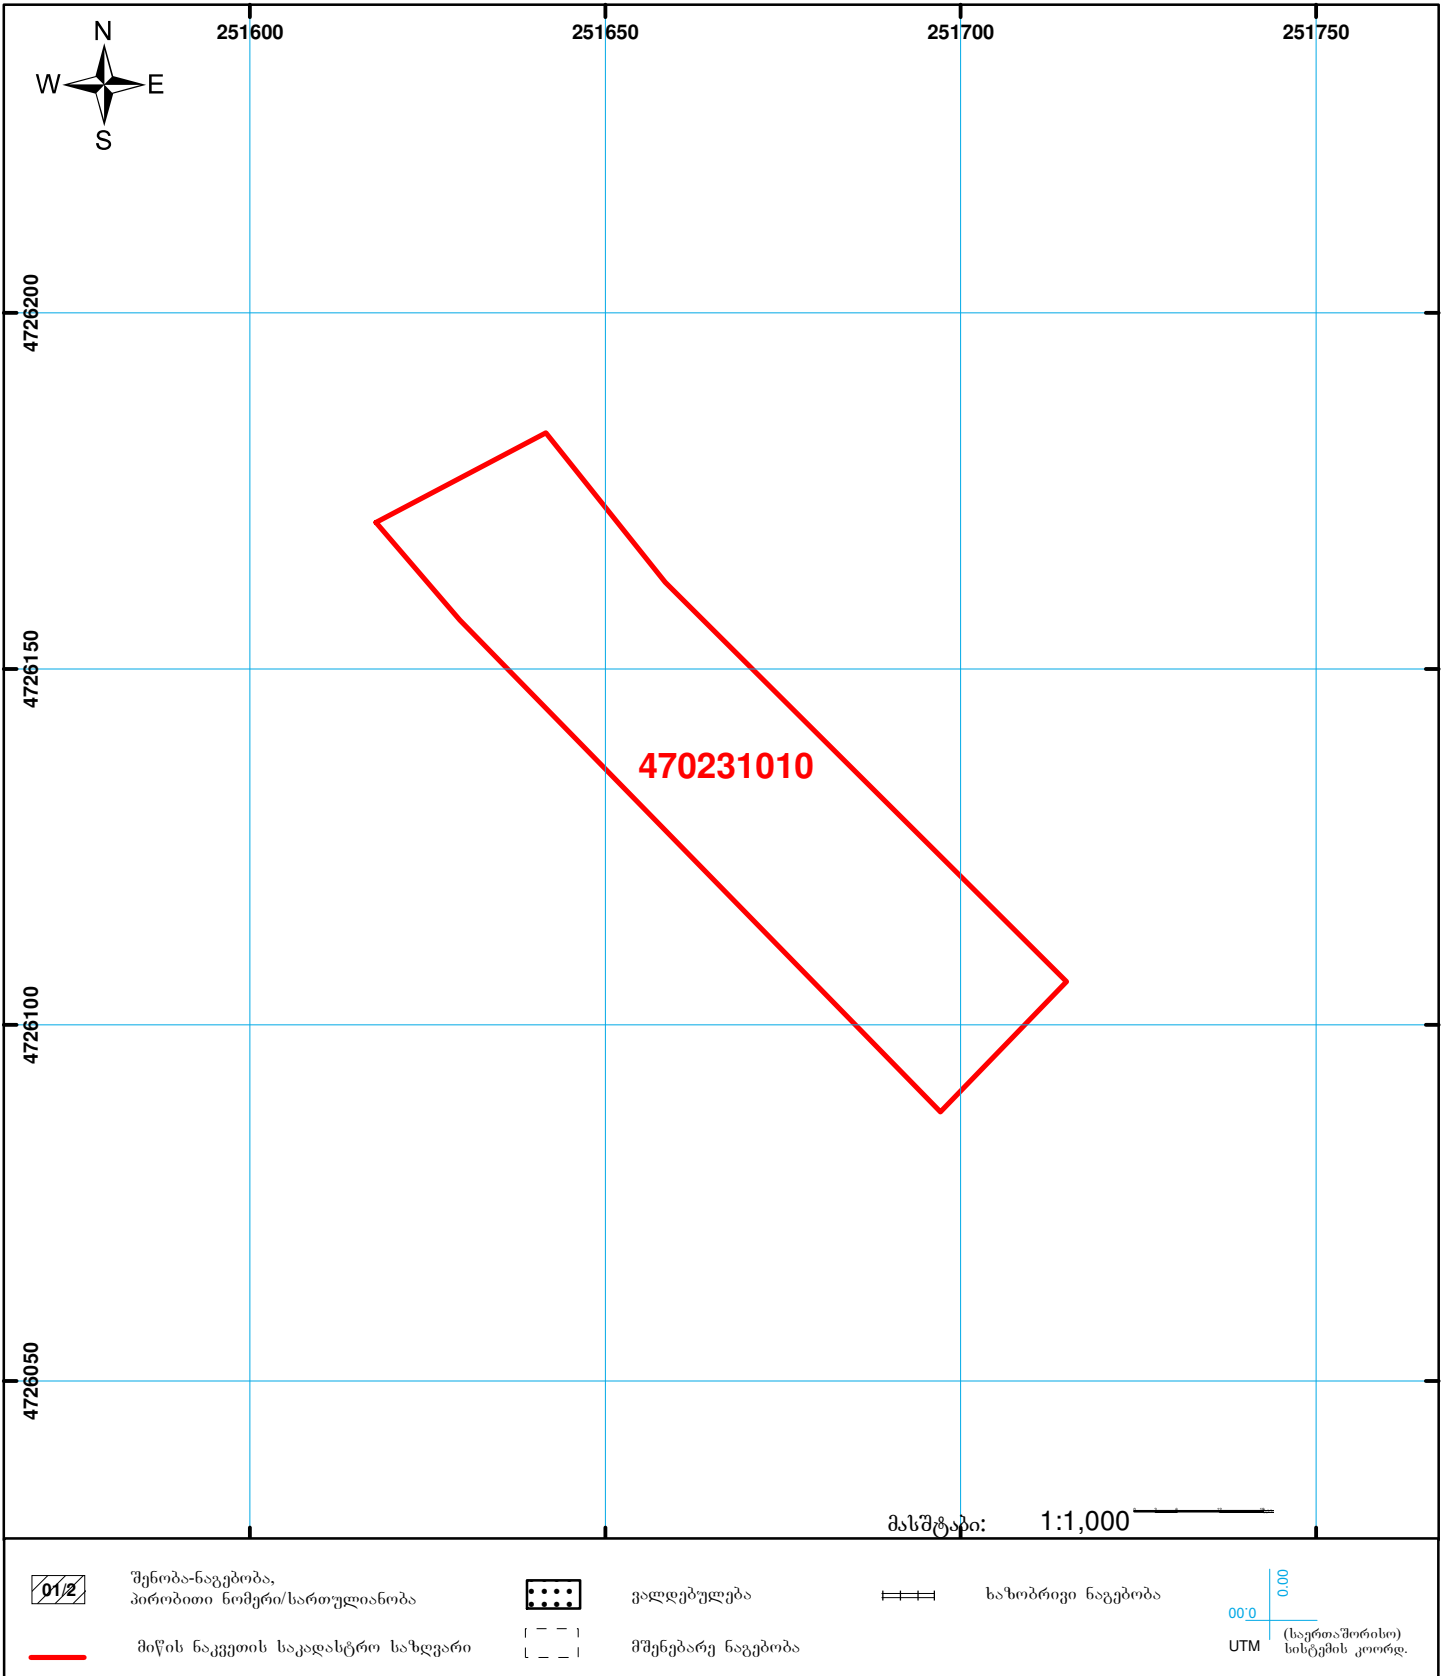 251600 251650 251700 251750
N
W E
S
4726200
4726150
470231010
4726100
4726050
მასშტაბი: 1:1,000
01/2 შენობა-ნაგებობა,
პირობითი ნომერი/სართულიანობა
ვალდებულება
ხაზობრივი ნაგებობა
0.00
0.00
მიწის ნაკვეთის საკადასტრო საზღვარი
მშენებარე ნაგებობა
UTM (საერთაშორისო)
სისტემის კოორდ.